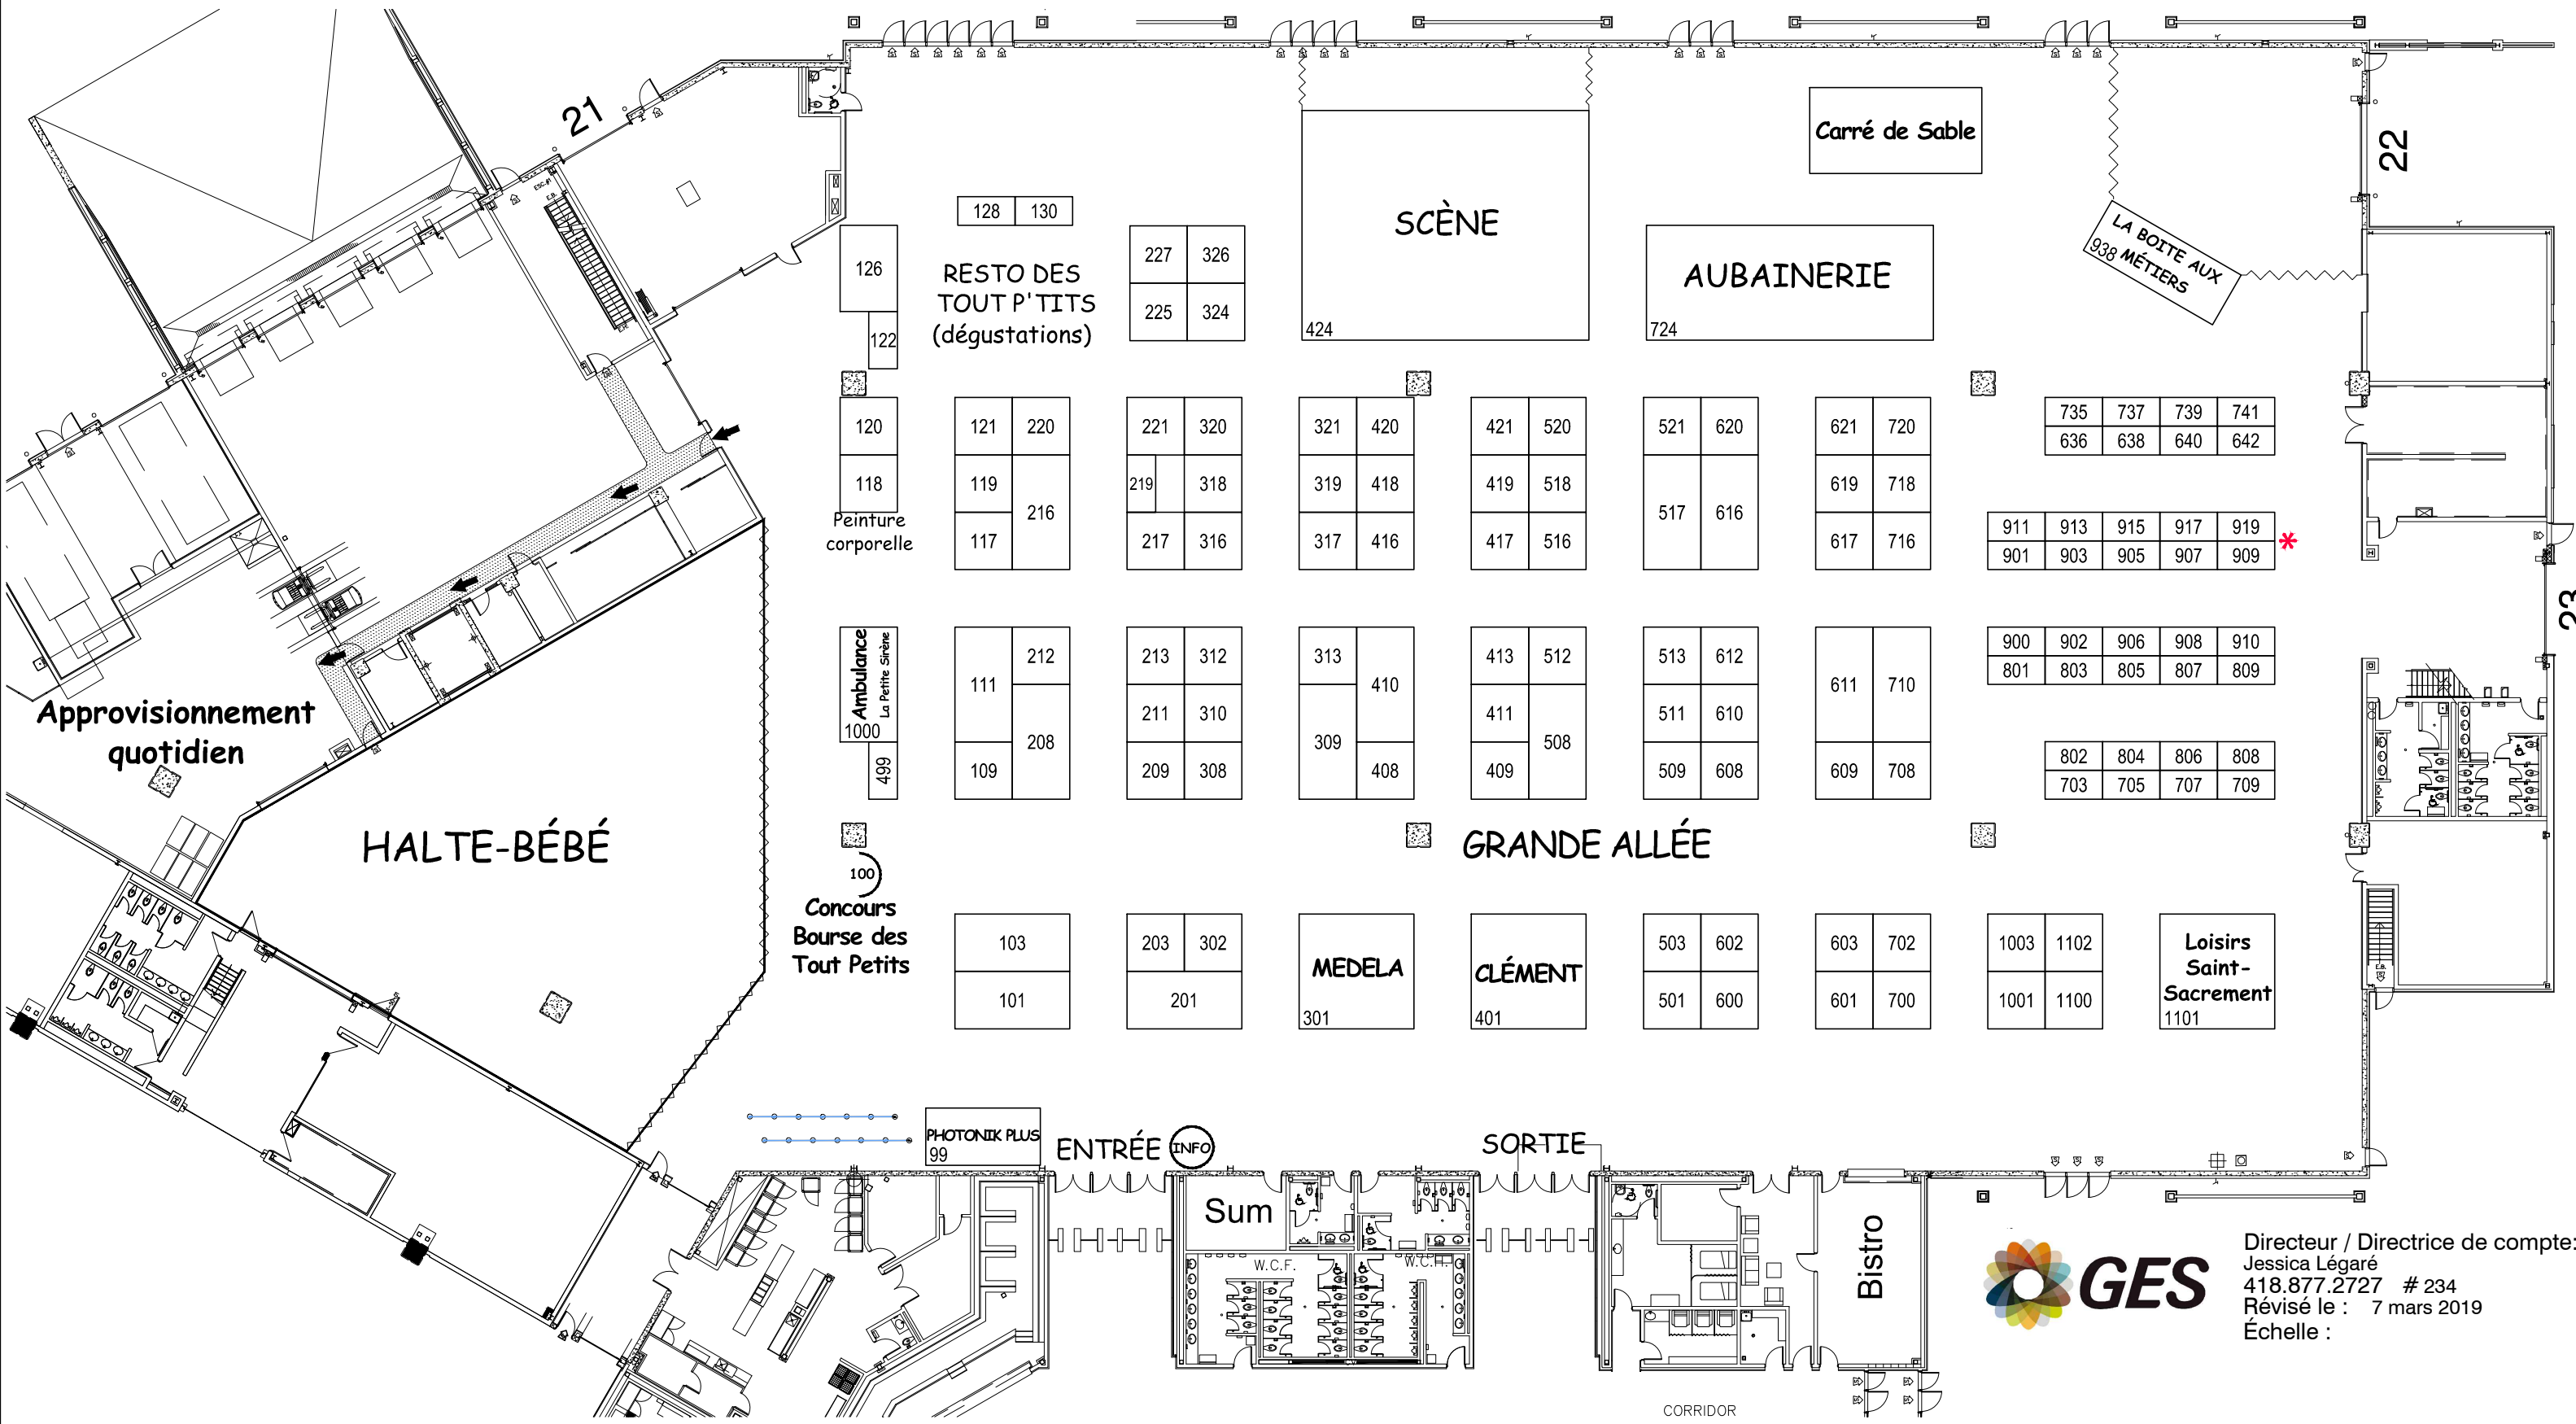 21
ESC.#1
E.B.
Carré de Sable
22
SCÈNE
424
AUBAINERIE
724
LA BOITE AUX
938 MÉTIERS
128 130
126
122
RESTO DES
TOUT P'TITS
(dégustations)
227 326
225 324
120
118
Peinture
corporelle
121 220
119
216
117
221 320
219 318
217 316
321 420
319 418
317 416
421 520
419 518
417 516
521 620
517 616
621 720
619 718
617 716
735 737 739 741
636 638 640 642
911 913 915 917 919
901 903 905 907 909
*
23
Approvisionnement
quotidien
Ambulance
La Petite Sirène
1000
499
111 212
208
109
213 312
211 310
209 308
313
410
309
408
413 512
411
508
409
513 612
511 610
509 608
611 710
609 708
900 902 906 908 910
801 803 805 807 809
802 804 806 808
703 705 707 709
HALTE-BÉBÉ
GRANDE ALLÉE
100
Concours
Bourse des
Tout Petits
103
101
203 302
201
MEDELA
301
CLÉMENT
401
503 602
501 600
603 702
601 700
1003 1102
1001 1100
Loisirs
Saint-
Sacrement
1101
E.B.
PHOTONIK PLUS
99
ENTRÉE
INFO
SORTIE
Sum
W.C.F.
W.C.H.
Bistro
CORRIDOR
GES
Directeur / Directrice de compte:
Jessica Légaré
418.877.2727 # 234
Révisé le : 7 mars 2019
Échelle :